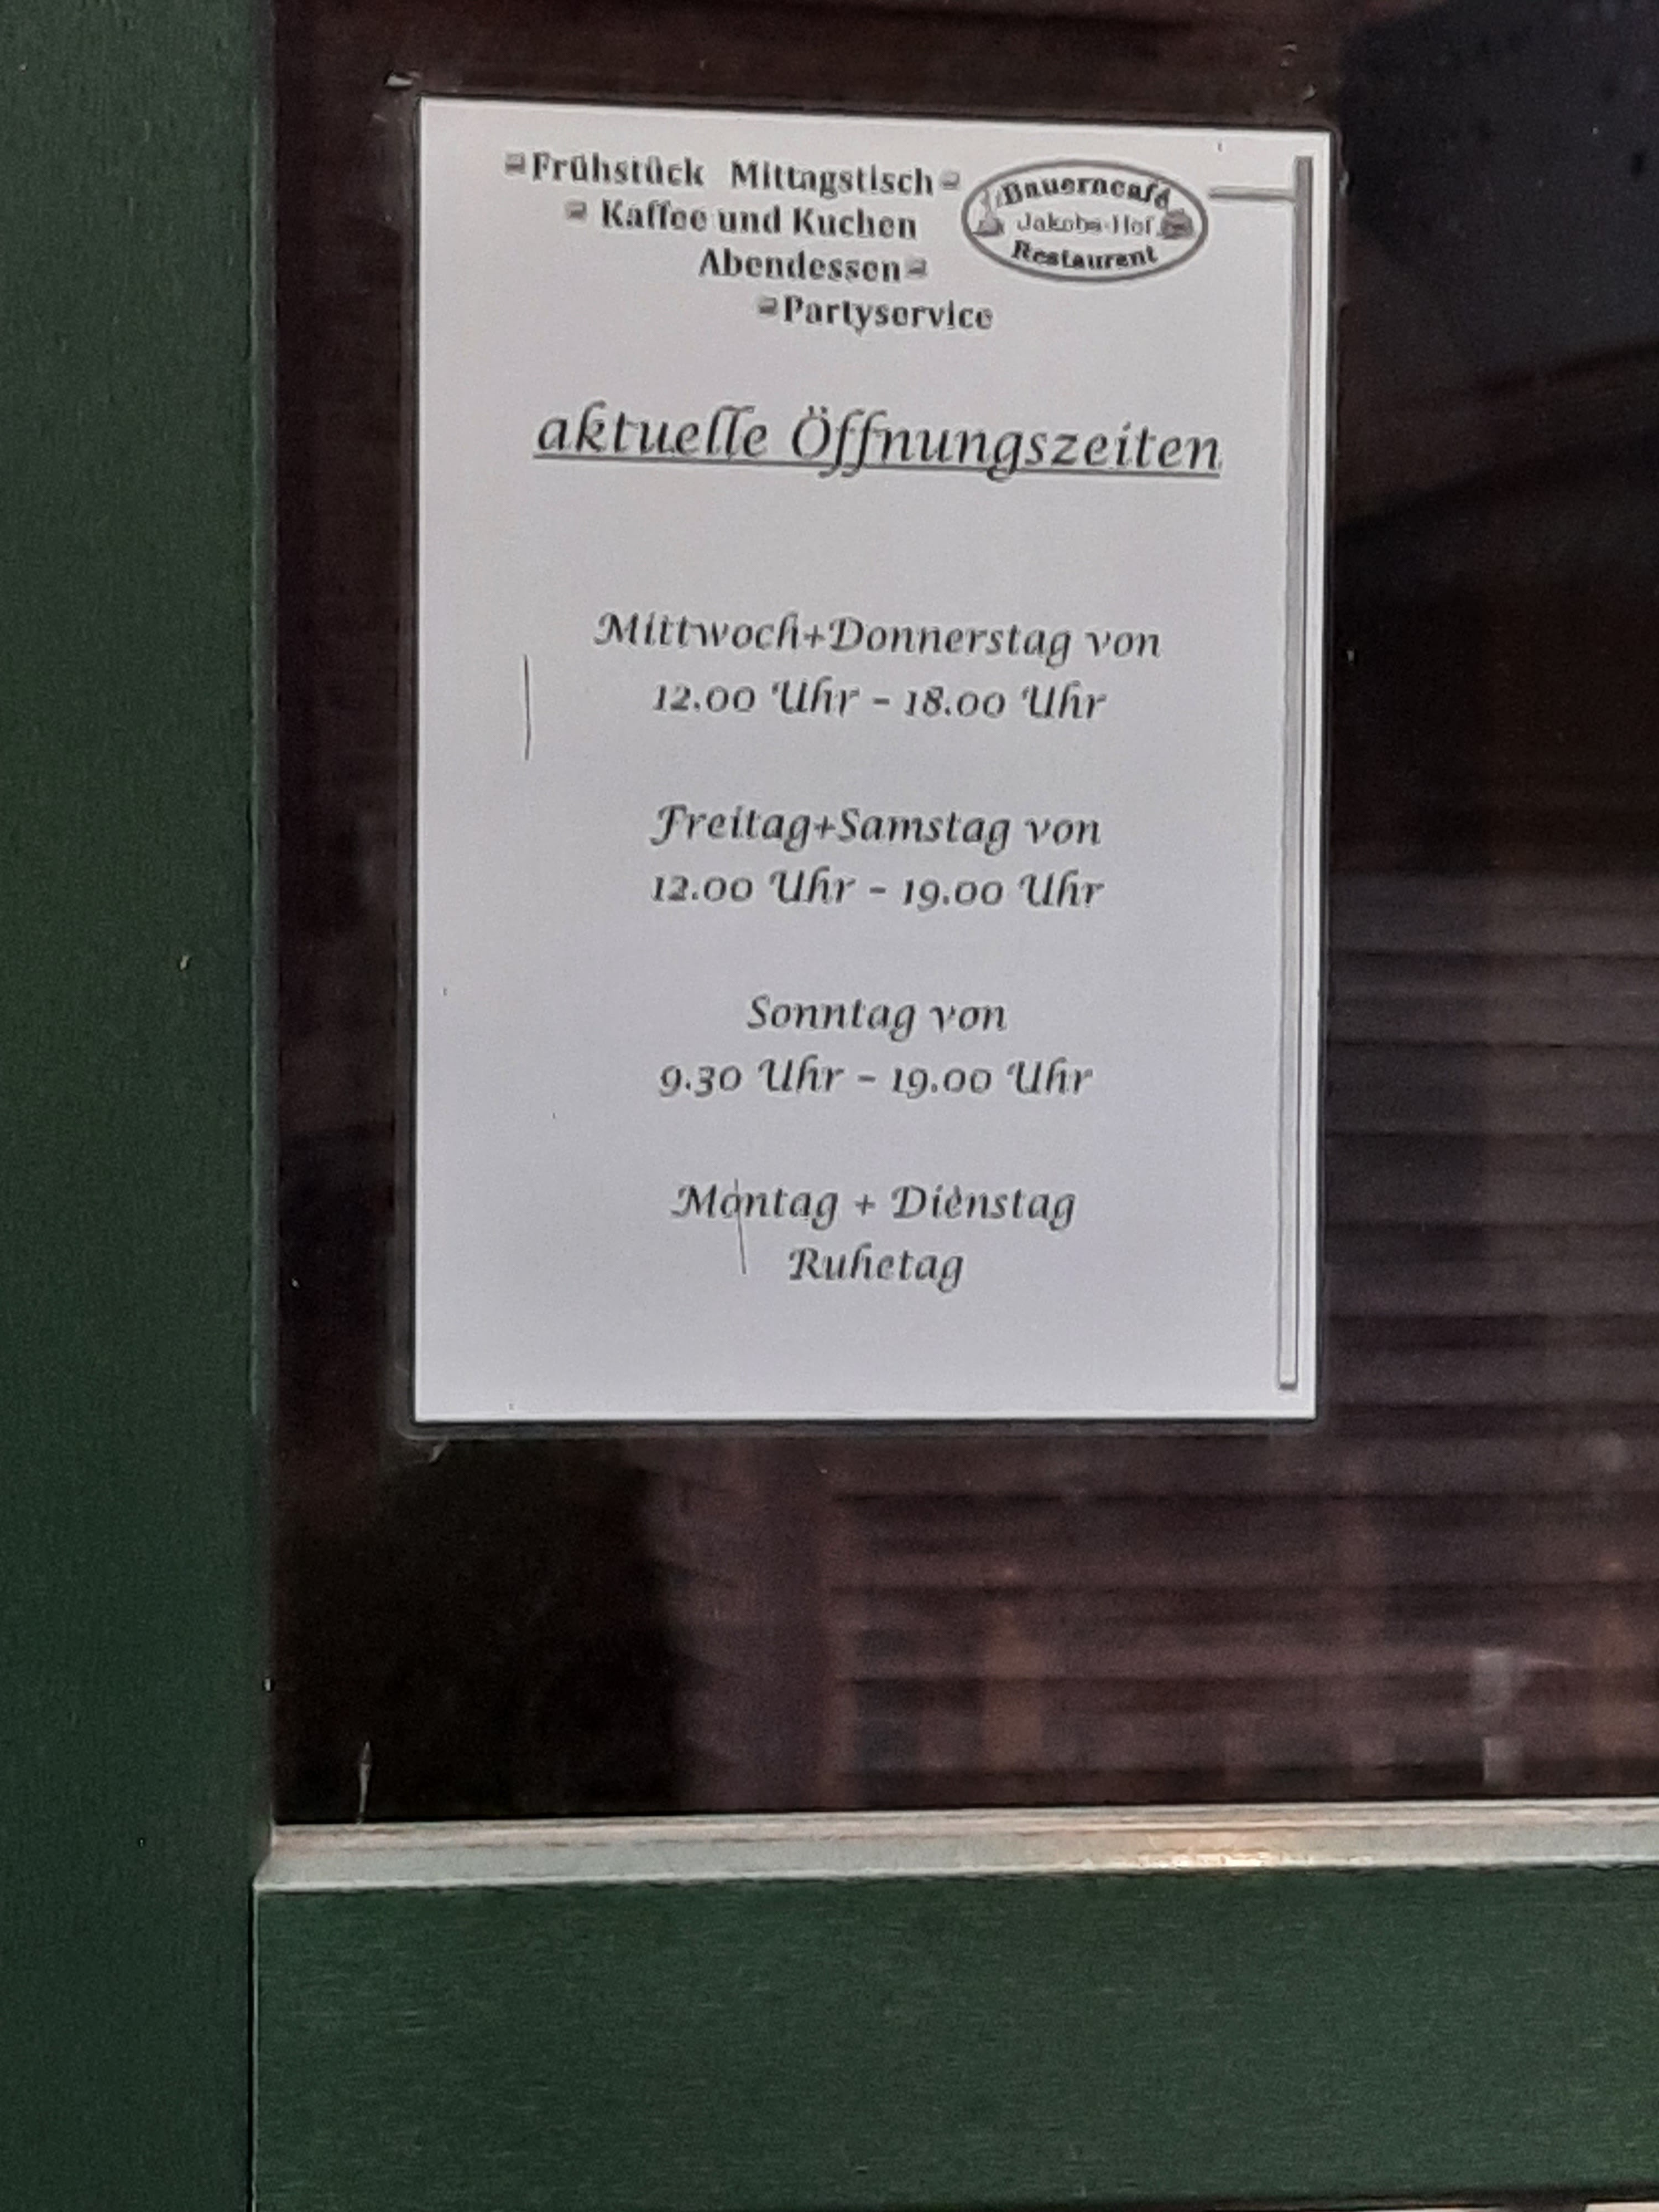 Frühstück Mittagstisch
Kaffee und Kuchen
Abendessen
Partyservice
Bauerncafé
Jakobs-Hof
Restaurant
aktuelle Öffnungszeiten
Mittwoch+Donnerstag von
12.00 Uhr - 18.00 Uhr
Freitag+Samstag von
12.00 Uhr - 19.00 Uhr
Sonntag von
9.30 Uhr - 19.00 Uhr
Montag + Dienstag
Ruhetag